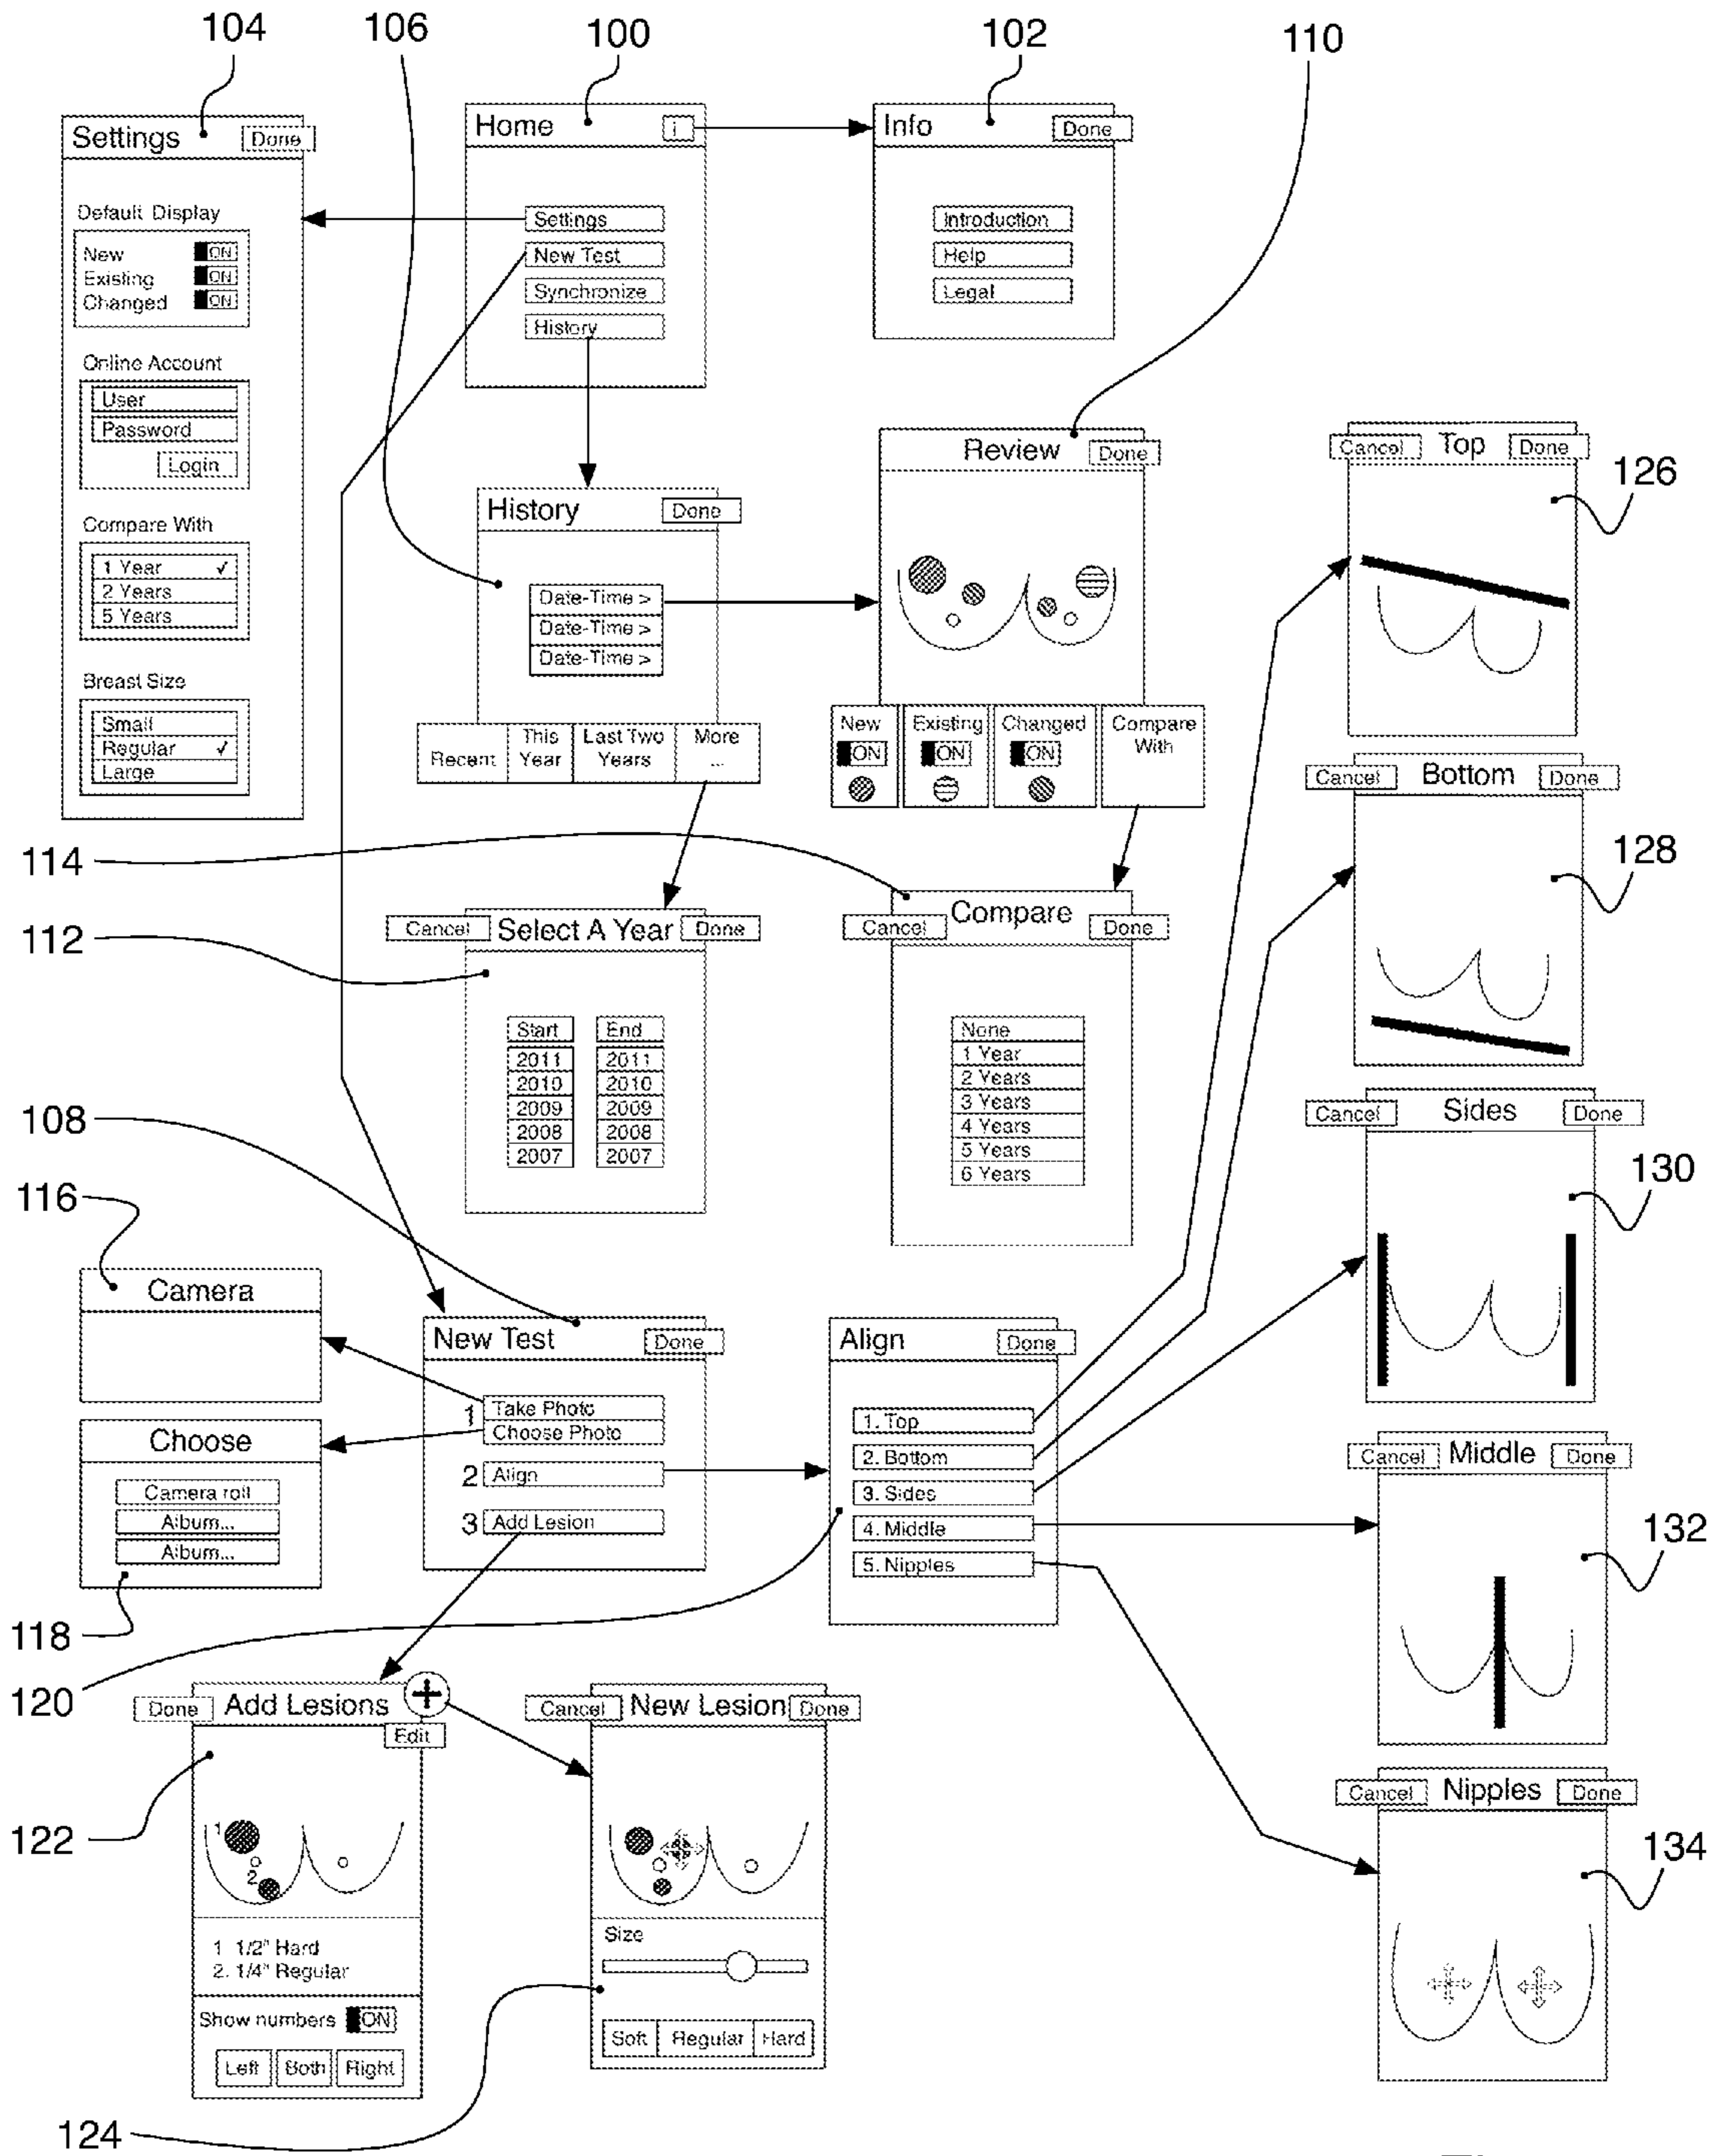 104
106
100
102
110
Settings
Done
Default Display
New ON
Existing ON
Changed ON
Online Account
User
Password
Login
Compare With
1 Year ✓
2 Years
5 Years
Breast Size
Small
Regular ✓
Large
Home
i
Settings
New Test
Synchronize
History
Info
Done
Introduction
Help
Legal
History
Done
Date-Time >
Date-Time >
Date-Time >
Recent
This
Year
Last Two
Years
More
...
Review
Done
New
ON
Existing
ON
Changed
ON
Compare
With
Cancel
Top
Done
126
Cancel
Bottom
Done
128
114
112
Cancel
Select A Year
Done
Start
2011
2010
2009
2008
2007
End
2011
2010
2009
2008
2007
Cancel
Compare
Done
None
1 Year
2 Years
3 Years
4 Years
5 Years
6 Years
Cancel
Sides
Done
130
108
116
Camera
Choose
Camera roll
Album...
Album...
118
New Test
Done
1 Take Photo
Choose Photo
2 Align
3 Add Lesion
Align
Done
1. Top
2. Bottom
3. Sides
4. Middle
5. Nipples
120
Cancel
Middle
Done
132
Done
Add Lesions
+
Edit
1
2
1 1/2" Hard
2. 1/4" Regular
Show numbers ON
Left
Both
Right
122
Cancel
New Lesion
Done
Size
Soft
Regular
Hard
124
Cancel
Nipples
Done
134